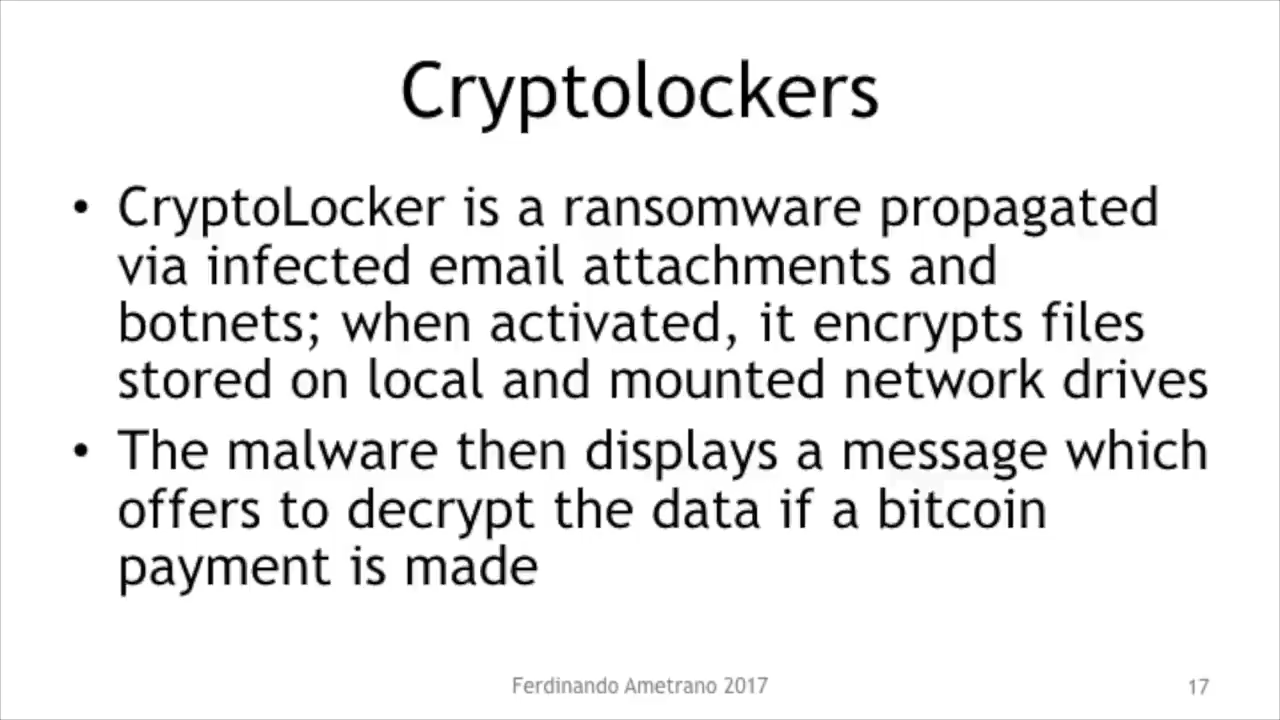 Cryptolockers
• CryptoLocker is a ransomware propagated
via infected email attachments and
botnets; when activated, it encrypts files
stored on local and mounted network drives
• The malware then displays a message which
offers to decrypt the data if a bitcoin
payment is made
Ferdinando Ametrano 2017
17